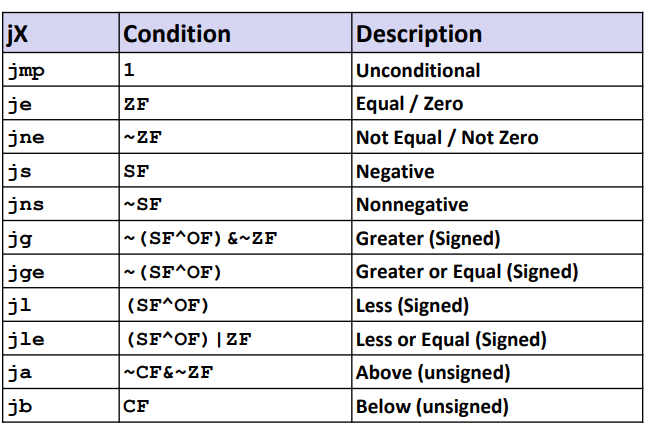 jX Condition Description
jmp 1 Unconditional
je ZF Equal / Zero
jne ~ZF Not Equal / Not Zero
js SF Negative
jns ~SF Nonnegative
jg ~(SF^OF)&~ZF Greater (Signed)
jge ~(SF^OF) Greater or Equal (Signed)
jl (SF^OF) Less (Signed)
jle (SF^OF)|ZF Less or Equal (Signed)
ja ~CF&~ZF Above (unsigned)
jb CF Below (unsigned)